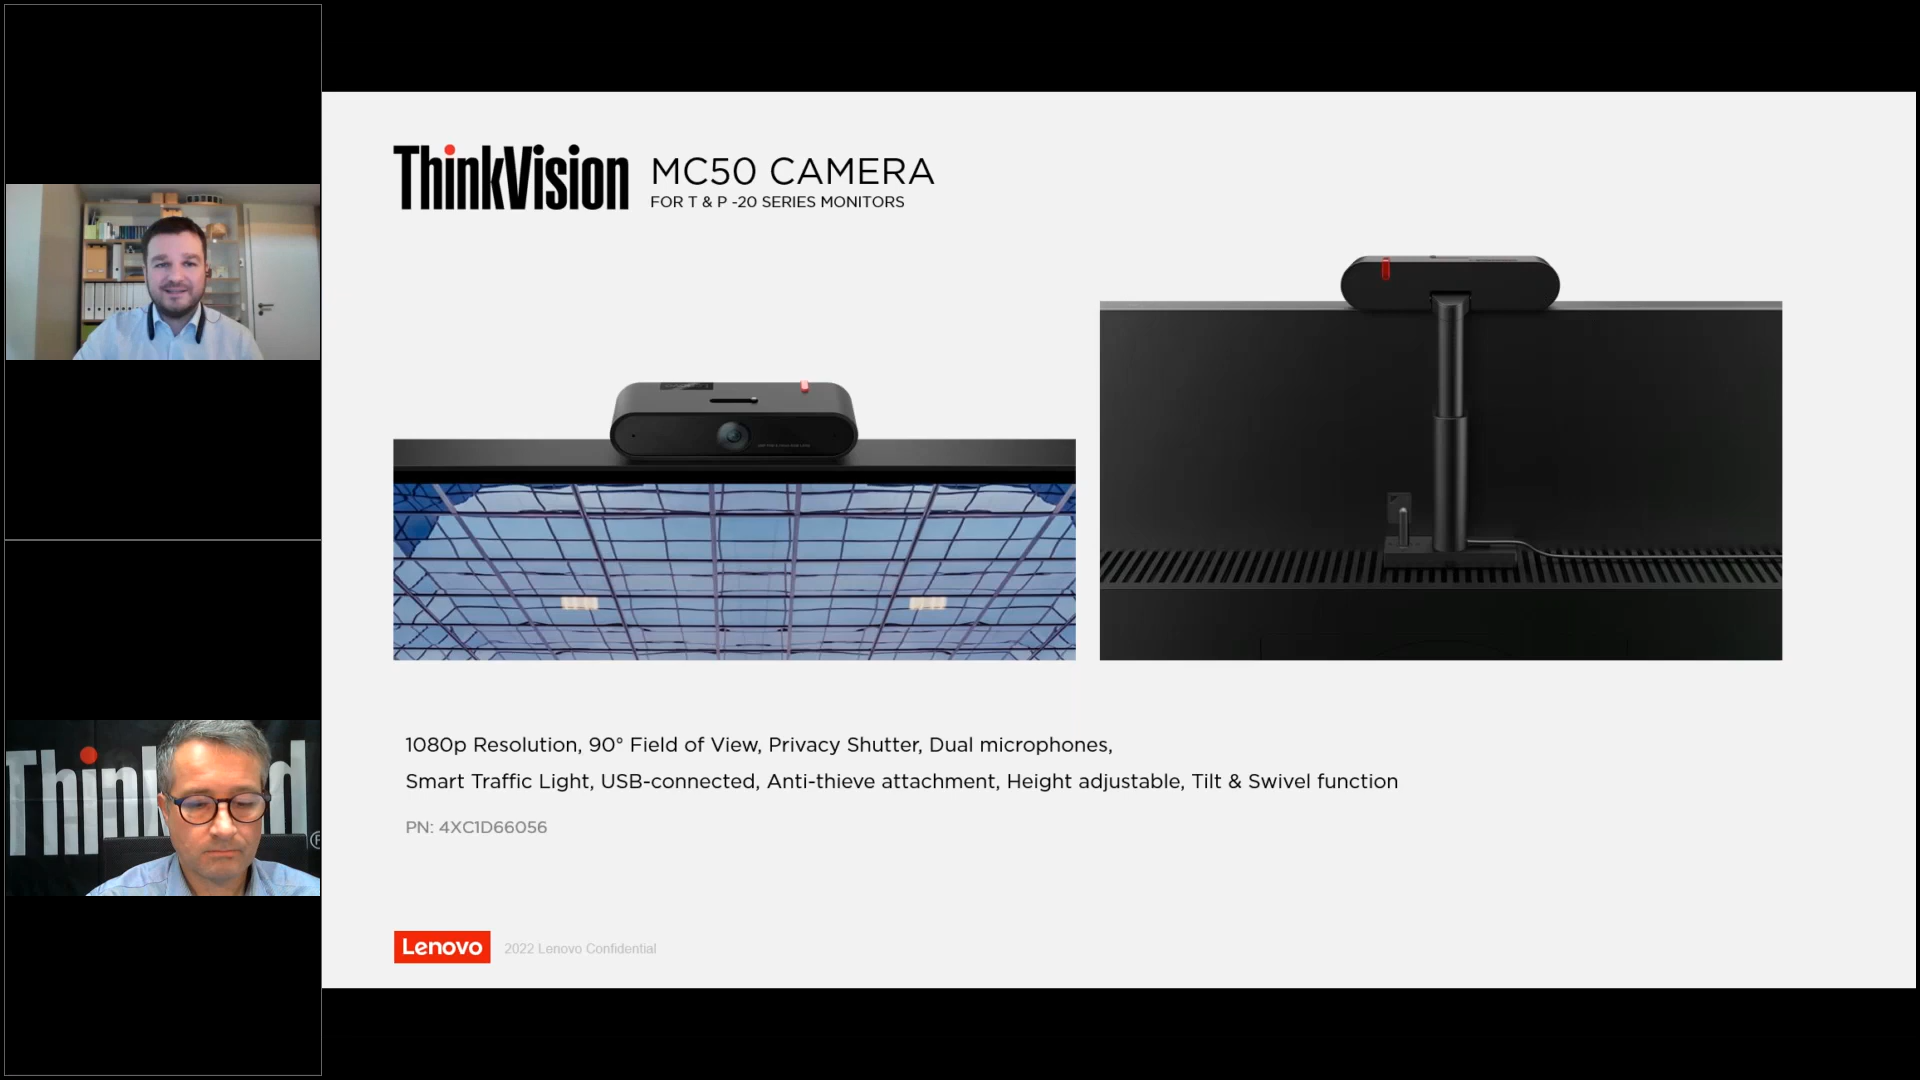 ThinkVision
MC50 CAMERA
FOR T & P -20 SERIES MONITORS
1080p Resolution, 90° Field of View, Privacy Shutter, Dual microphones,
Smart Traffic Light, USB-connected, Anti-thieve attachment, Height adjustable, Tilt & Swivel function
PN: 4XC1D66056
Lenovo
2022 Lenovo Confidential